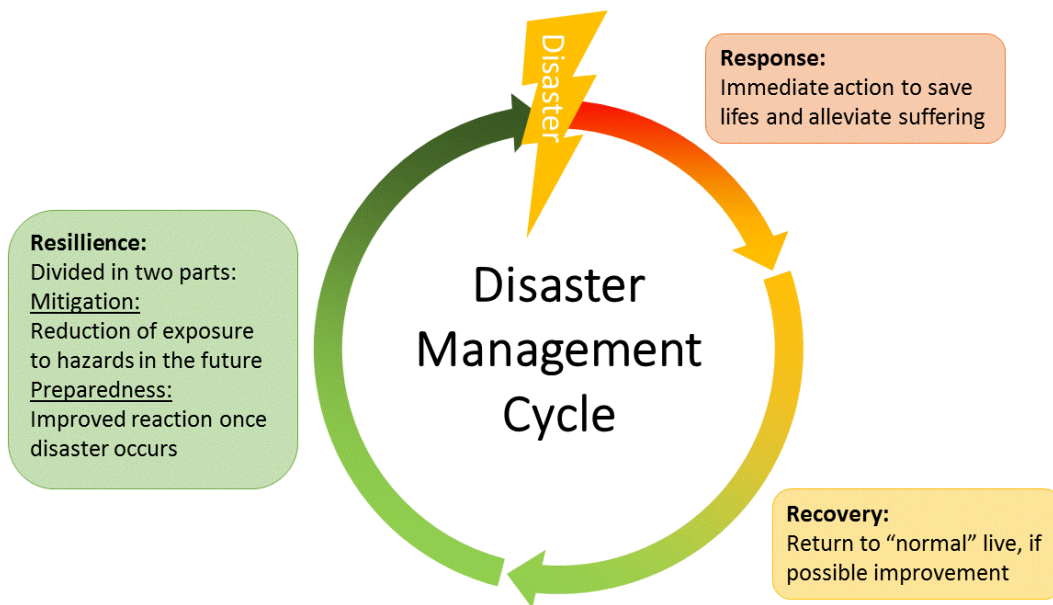 Disaster
Response:
Immediate action to save
lifes and alleviate suffering
Resillience:
Divided in two parts:
Mitigation:
Reduction of exposure
to hazards in the future
Preparedness:
Improved reaction once
disaster occurs
Disaster
Management
Cycle
Recovery:
Return to “normal” live, if
possible improvement